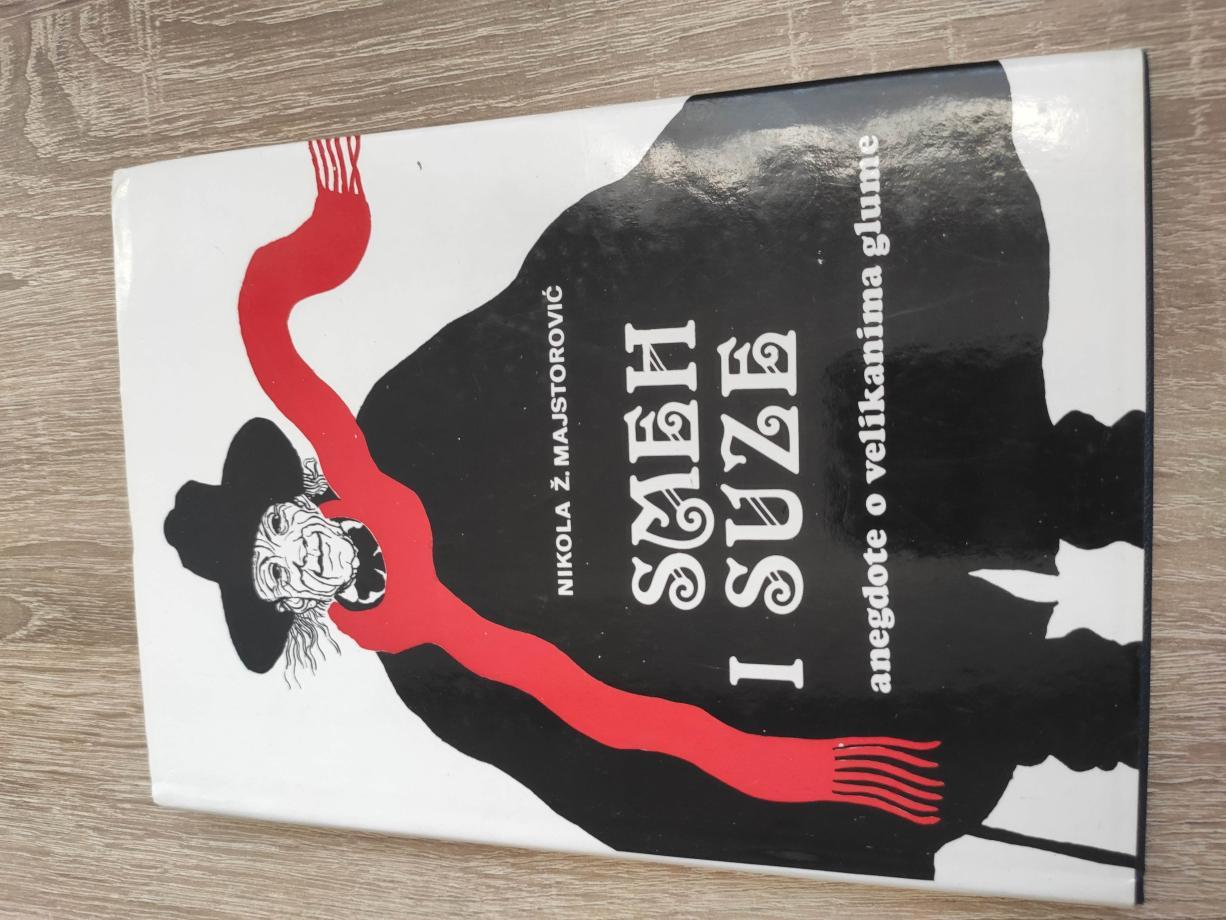 NIKOLA Ž. MAJSTOROVIĆ
SMEH
I SUZE
anegdote o velikanima glume